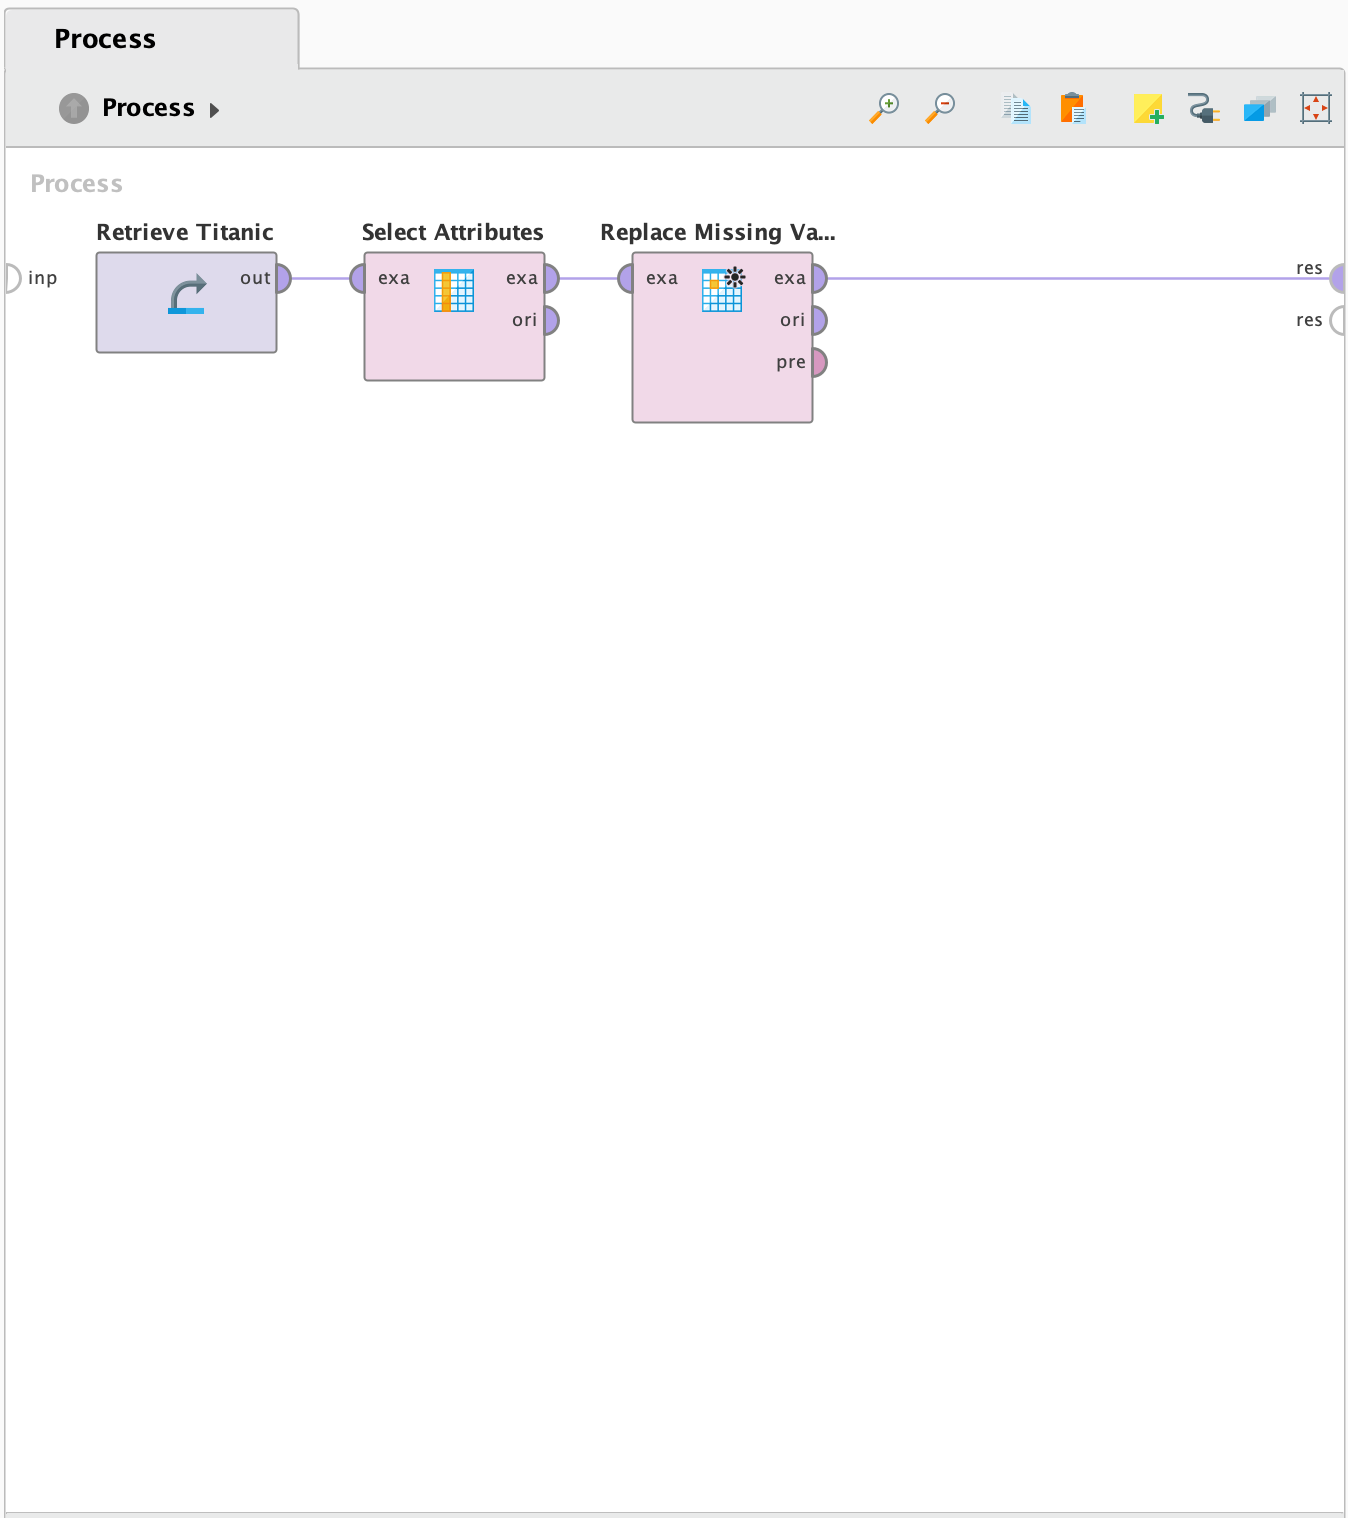 Process
Process
Process
Retrieve Titanic
Select Attributes
Replace Missing Va...
inp
out
exa
exa
exa
exa
res
ori
ori
res
pre